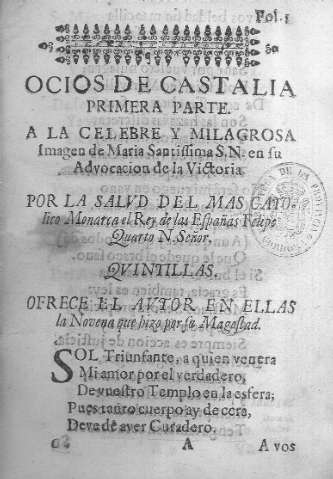 Fol. 1
OCIOS DE CASTALIA
PRIMERA PARTE.
A LA CELEBRE Y MILAGROSA
Imagen de Maria Santissima S. N. en su
Advocacion de la Victoria.
POR LA SALVD DEL MAS CATO-
lico Monarca el Rey de las Españas Felipe
Quarto N. Señor.
QVINTILLAS.
OFRECE EL AVTOR EN ELLAS
la Novena que hizo por su Magestad.
SOL Triunfante, a quien venera
Mi amor por el verdadero,
De vuestro Templo en la esfera;
Pues tanto cuerpo ay de cera,
Deve de aver Curadero.
A
A vos